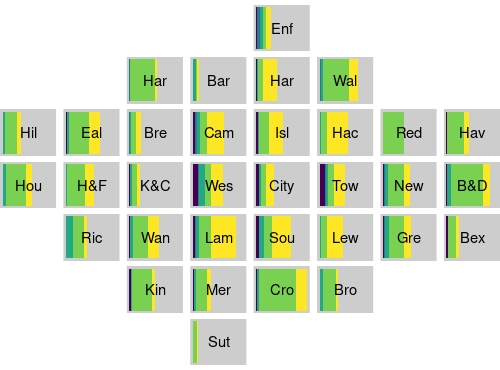 Enf
Har Bar Har Wal
Hil Eal Bre Cam Isl Hac Red Hav
Hou H&F K&C Wes City Tow New B&D
Ric Wan Lam Sou Lew Gre Bex
Kin Mer Cro Bro
Sut